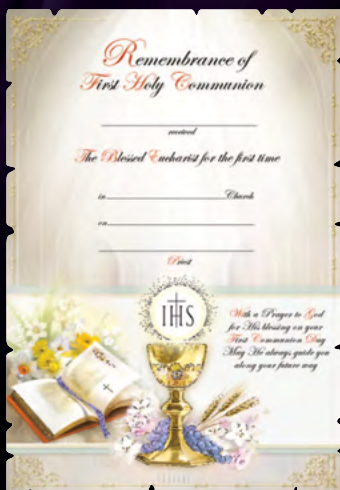 Remembrance of
First Holy Communion
received
The Blessed Eucharist for the first time
in Church
on
Priest
IHS
With a Prayer to God
for His blessing on your
First Communion Day
May He always guide you
along your future way